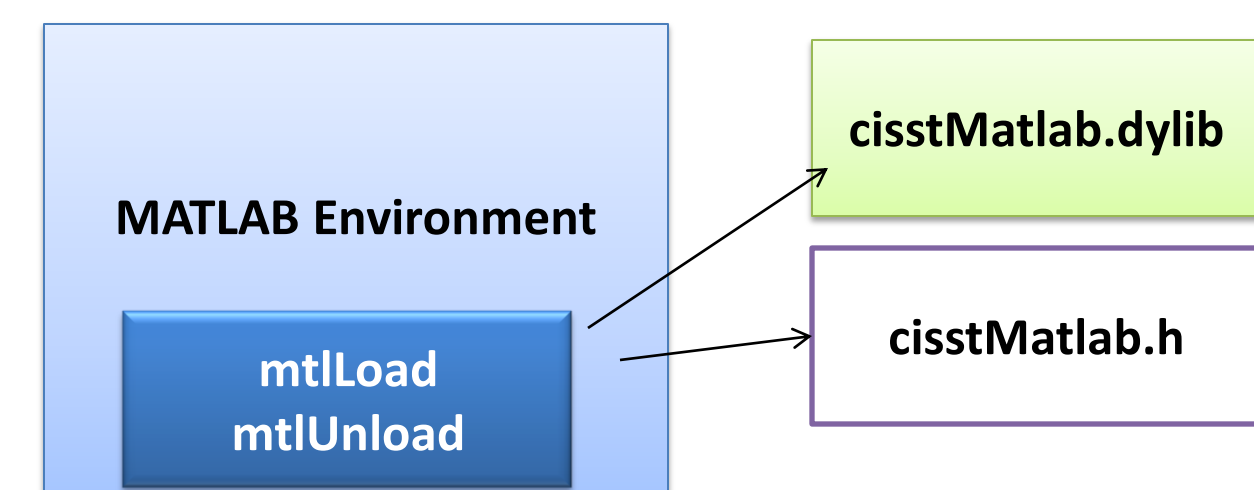 MATLAB Environment
mtlLoad
mtlUnload
cisstMatlab.dylib
cisstMatlab.h